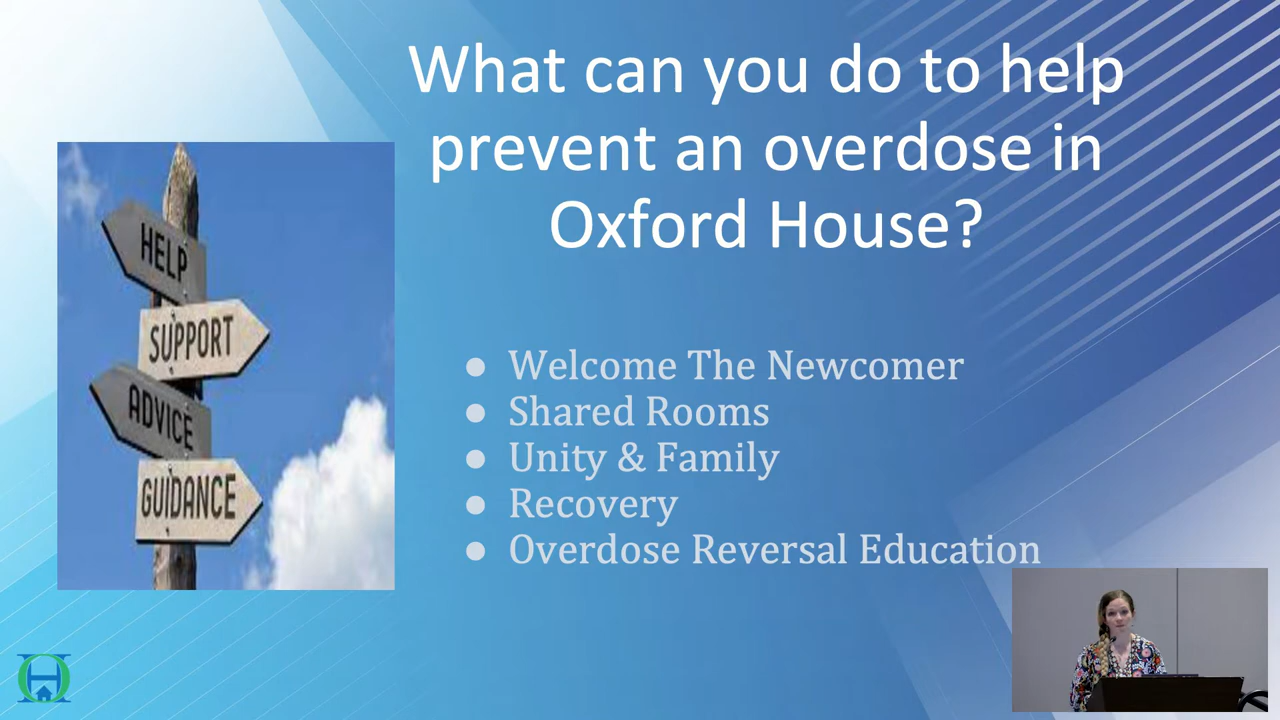 What can you do to help
prevent an overdose in
Oxford House?
HELP
SUPPORT
ADVICE
GUIDANCE
● Welcome The Newcomer
● Shared Rooms
● Unity & Family
● Recovery
● Overdose Reversal Education
OH